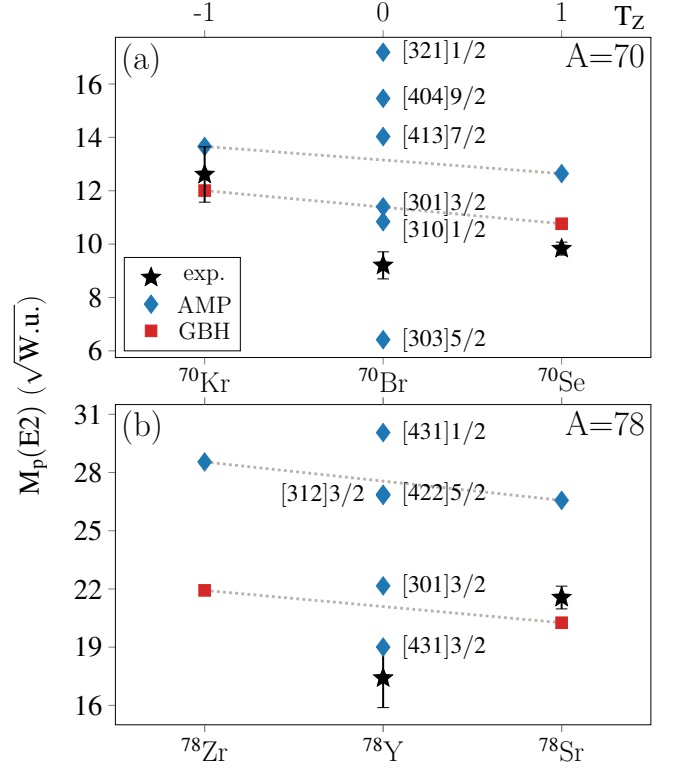 -1 0 1 T_Z
(a) A=70
[321]1/2
16
[404]9/2
14
[413]7/2
12
[301]3/2
[310]1/2
10
exp.
8
AMP
GBH
[303]5/2
6
⁷⁰Kr ⁷⁰Br ⁷⁰Se
M_p(E2) (√W.u.)
31
(b) A=78
[431]1/2
28
[312]3/2 [422]5/2
25
22
[301]3/2
19
[431]3/2
16
⁷⁸Zr ⁷⁸Y ⁷⁸Sr